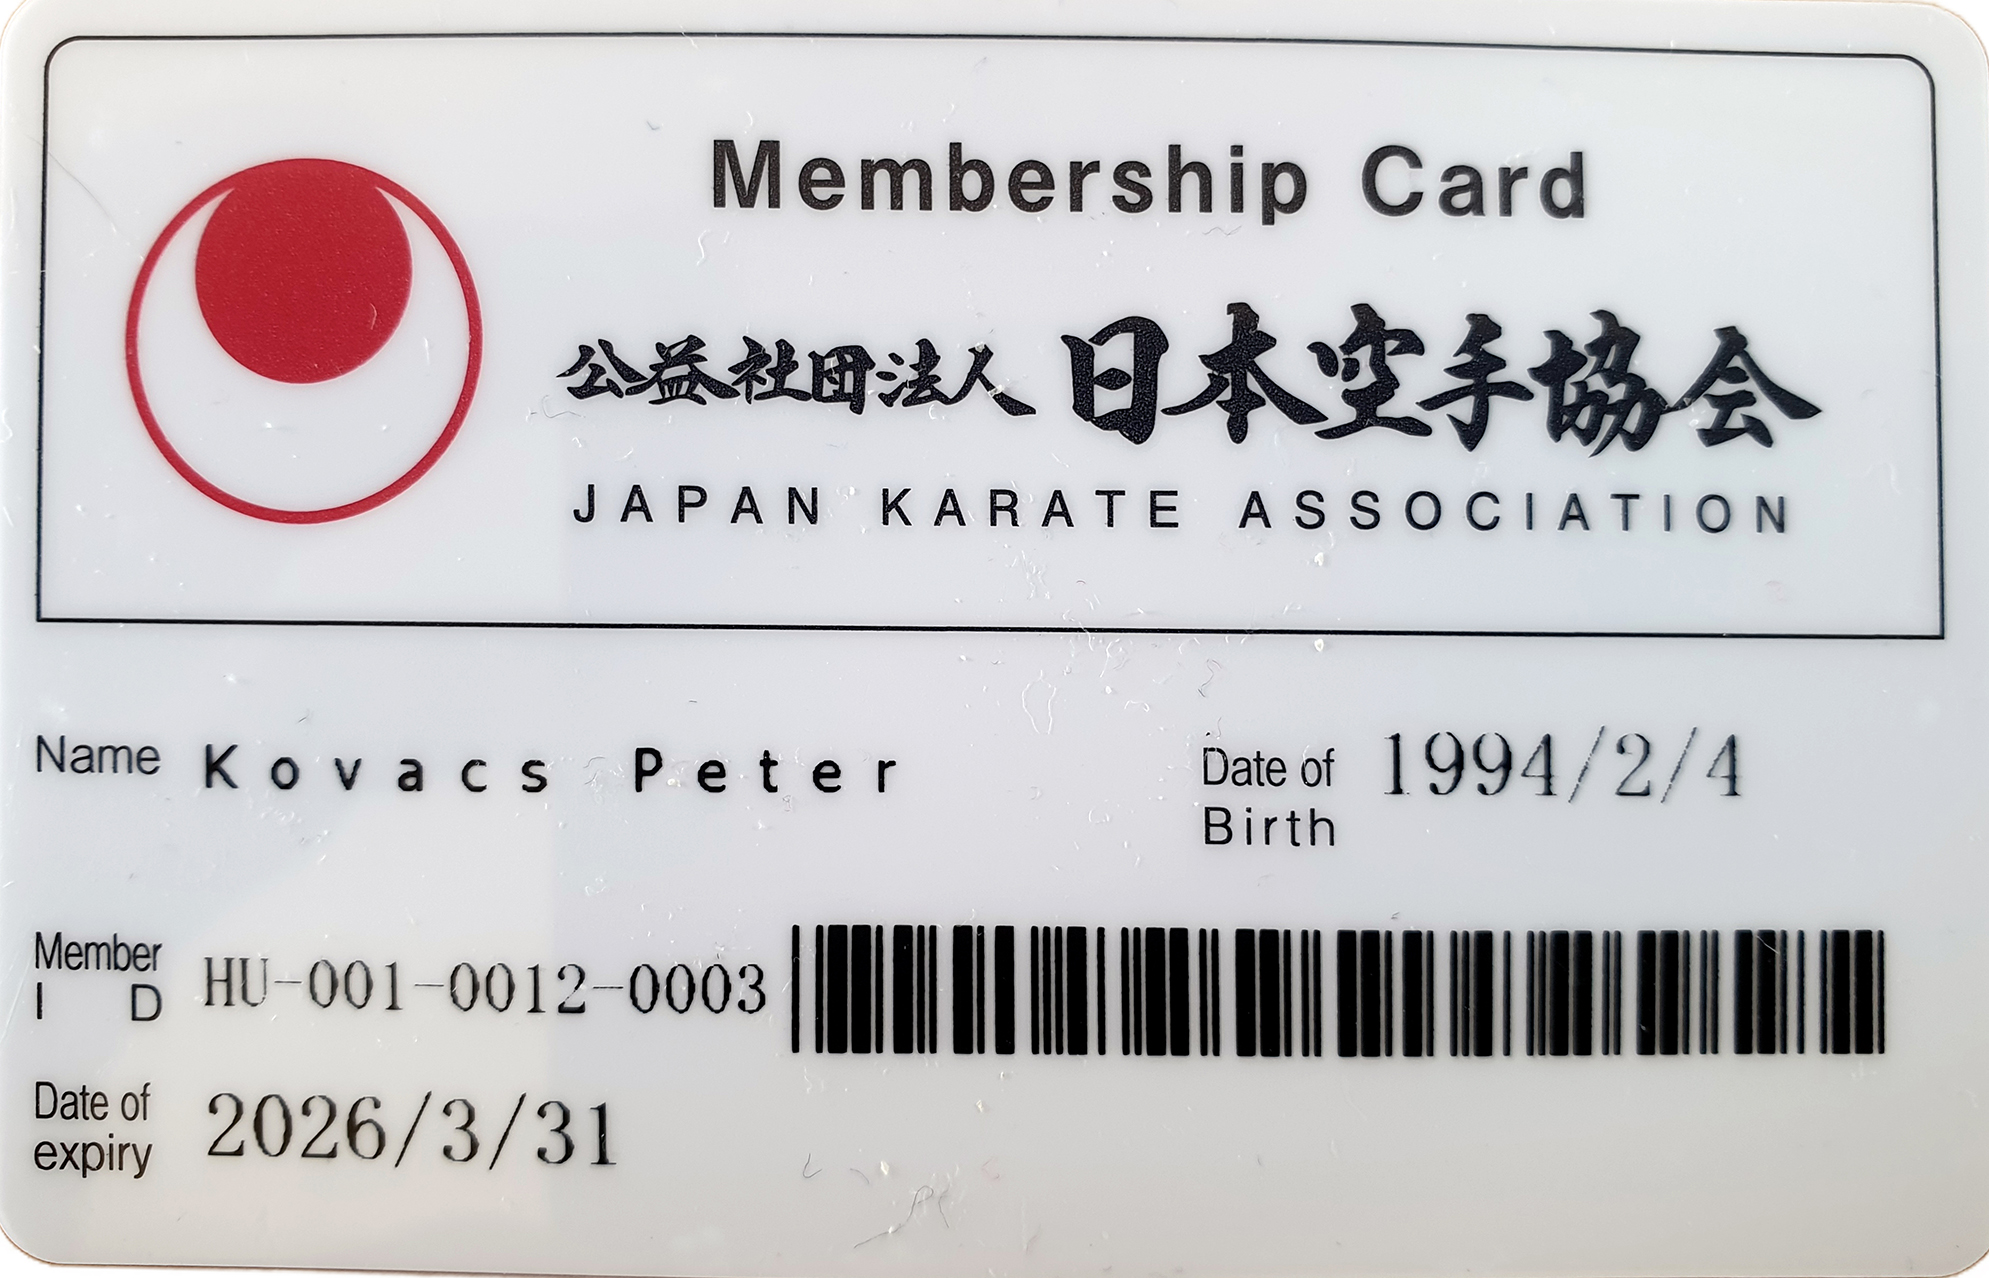 Membership Card
公益社団法人 日本空手協会
JAPAN KARATE ASSOCIATION
Name Kovacs Peter
Date of Birth 1994/2/4
Member ID HU-001-0012-0003
Date of expiry 2026/3/31